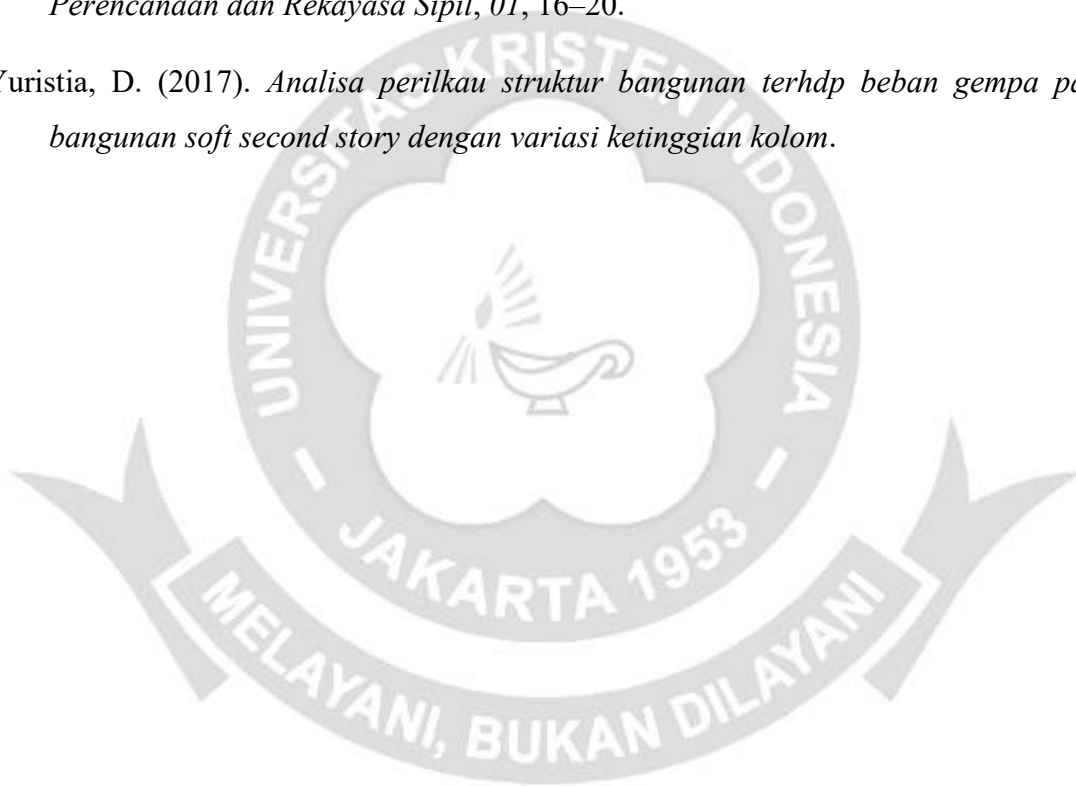 Perencanaan dan Rekayasa Sipil, 01, 16–20.
Yuristia, D. (2017). Analisa perilkau struktur bangunan terhdp beban gempa pa
bangunan soft second story dengan variasi ketinggian kolom.
UNIVERSITAS KRISTEN INDONESIA
JAKARTA 1953
MELAYANI, BUKAN DILAYANI